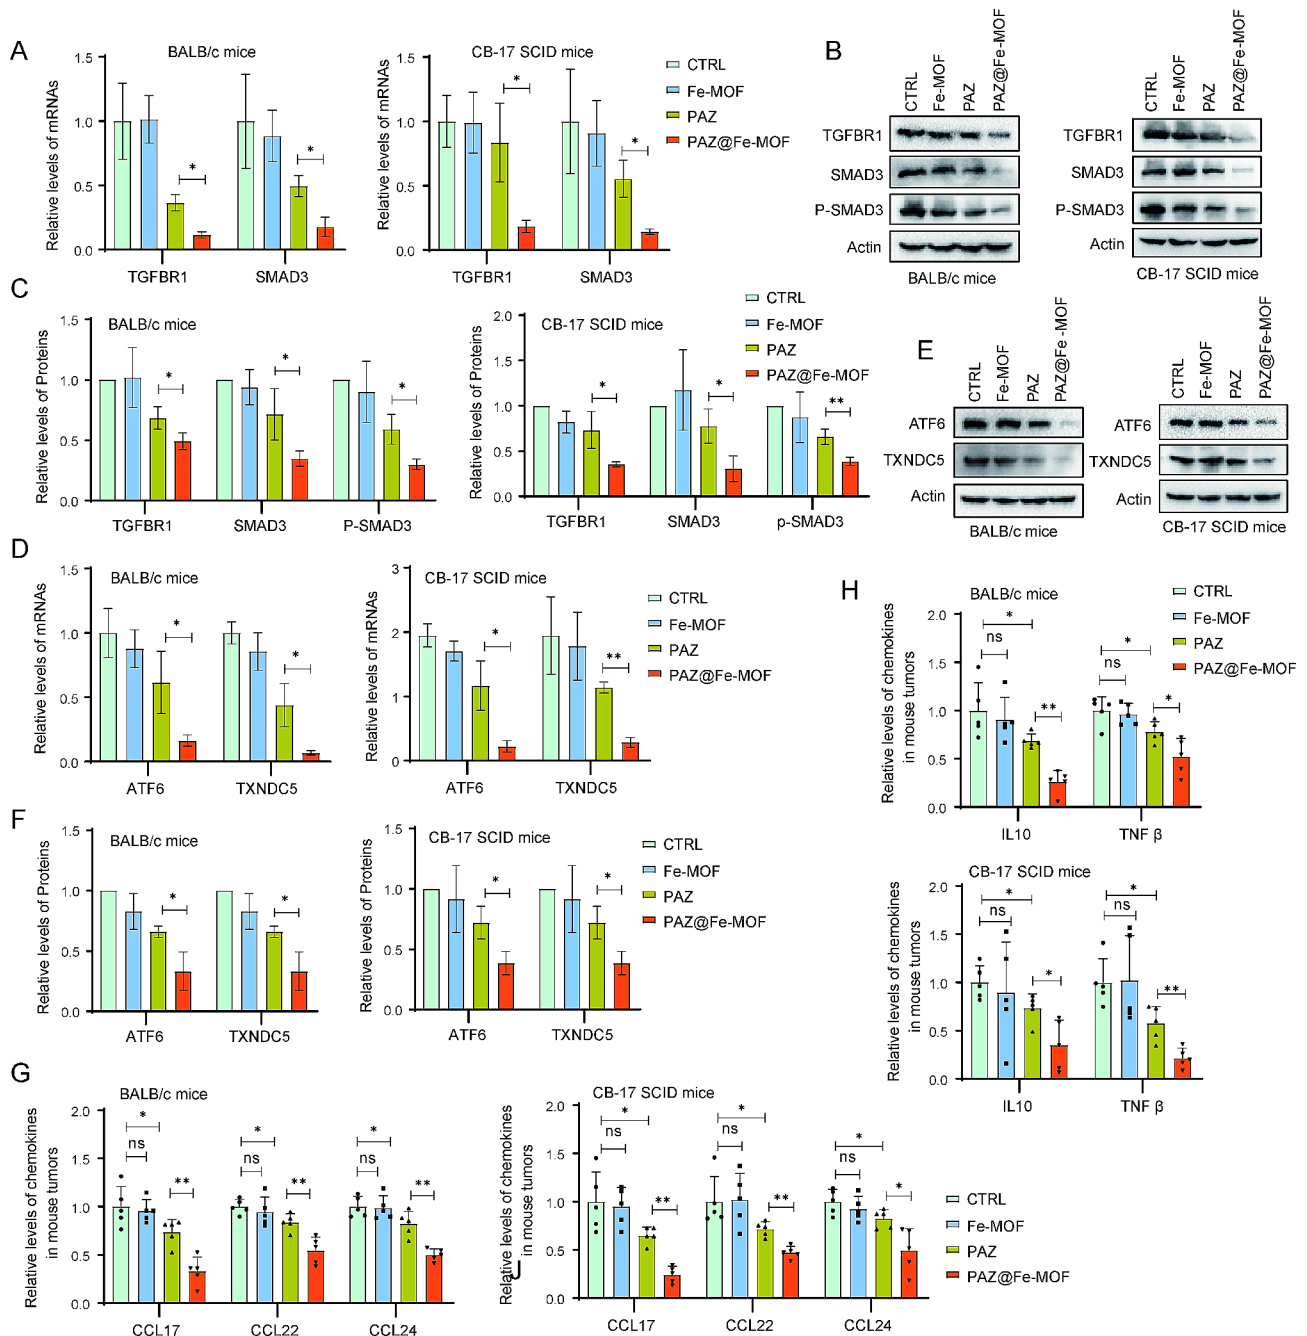 A
BALB/c mice
Relative levels of mRNAs
1.5
1.0
0.5
0.0
*
*
TGFBR1
SMAD3
CB-17 SCID mice
Relative levels of mRNAs
1.5
1.0
0.5
0.0
*
*
TGFBR1
SMAD3
CTRL
Fe-MOF
PAZ
PAZ@Fe-MOF
B
CTRL
Fe-MOF
PAZ
PAZ@Fe-MOF
TGFBR1
SMAD3
P-SMAD3
Actin
BALB/c mice
CTRL
Fe-MOF
PAZ
PAZ@Fe-MOF
TGFBR1
SMAD3
P-SMAD3
Actin
CB-17 SCID mice
C
BALB/c mice
Relative levels of Proteins
1.5
1.0
0.5
0.0
*
*
*
TGFBR1
SMAD3
P-SMAD3
CB-17 SCID mice
Relative levels of Proteins
2.0
1.5
1.0
0.5
0.0
*
*
**
TGFBR1
SMAD3
p-SMAD3
CTRL
Fe-MOF
PAZ
PAZ@Fe-MOF
E
CTRL
Fe-MOF
PAZ
PAZ@Fe -MOF
ATF6
TXNDC5
Actin
BALB/c mice
CTRL
Fe-MOF
PAZ
PAZ@Fe-MOF
ATF6
TXNDC5
Actin
CB-17 SCID mice
D
BALB/c mice
Relative levels of mRNAs
1.5
1.0
0.5
0.0
*
*
ATF6
TXNDC5
CB-17 SCID mice
Relative levels of mRNAs
3
2
1
0
*
**
ATF6
TXNDC5
CTRL
Fe-MOF
PAZ
PAZ@Fe-MOF
F
BALB/c mice
Relative levels of Proteins
1.5
1.0
0.5
0.0
*
*
ATF6
TXNDC5
CB-17 SCID mice
Relative levels of Proteins
1.5
1.0
0.5
0.0
*
*
ATF6
TXNDC5
CTRL
Fe-MOF
PAZ
PAZ@Fe-MOF
H
BALB/c mice
Relative levels of chemokines
in mouse tumors
2.0
1.5
1.0
0.5
0.0
*
ns
**
*
ns
*
IL10
TNF β
CTRL
Fe-MOF
PAZ
PAZ@Fe-MOF
CB-17 SCID mice
Relative levels of chemokines
in mouse tumors
2.0
1.5
1.0
0.5
0.0
*
ns
*
*
ns
**
IL10
TNF β
G
BALB/c mice
Relative levels of chemokines
in mouse tumors
2.0
1.5
1.0
0.5
0.0
*
ns
**
*
ns
**
*
ns
**
CCL17
CCL22
CCL24
J
CB-17 SCID mice
Relative levels of chemokines
in mouse tumors
2.0
1.5
1.0
0.5
0.0
*
ns
**
*
ns
**
*
ns
*
CCL17
CCL22
CCL24
CTRL
Fe-MOF
PAZ
PAZ@Fe-MOF